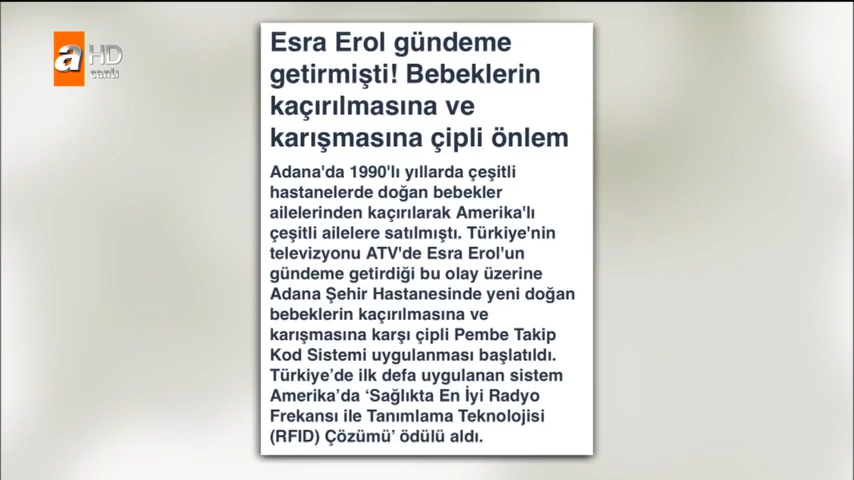 a HD
canlı
Esra Erol gündeme
getirmişti! Bebeklerin
kaçırılmasına ve
karışmasına çipli önlem
Adana'da 1990'lı yıllarda çeşitli
hastanelerde doğan bebekler
ailelerinden kaçırılarak Amerika'lı
çeşitli ailelere satılmıştı. Türkiye'nin
televizyonu ATV'de Esra Erol'un
gündeme getirdiği bu olay üzerine
Adana Şehir Hastanesinde yeni doğan
bebeklerin kaçırılmasına ve
karışmasına karşı çipli Pembe Takip
Kod Sistemi uygulanması başlatıldı.
Türkiye’de ilk defa uygulanan sistem
Amerika’da ‘Sağlıkta En İyi Radyo
Frekansı ile Tanımlama Teknolojisi
(RFID) Çözümü’ ödülü aldı.